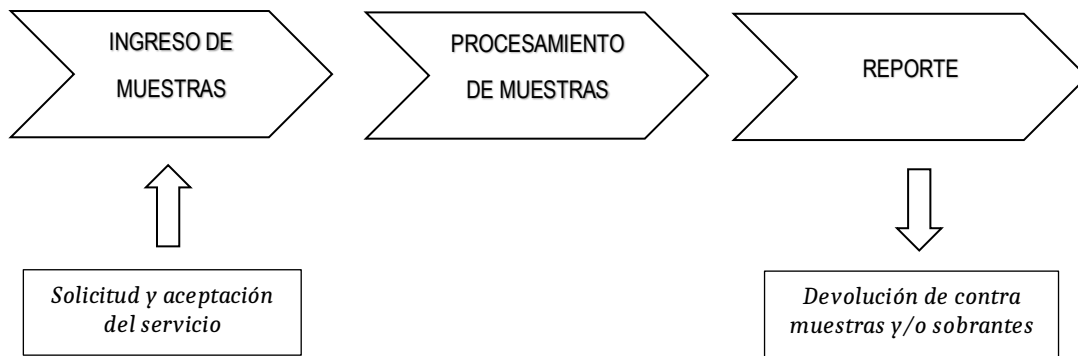 INGRESO DE
MUESTRAS
PROCESAMIENTO
DE MUESTRAS
REPORTE
Solicitud y aceptación
del servicio
Devolución de contra
muestras y/o sobrantes